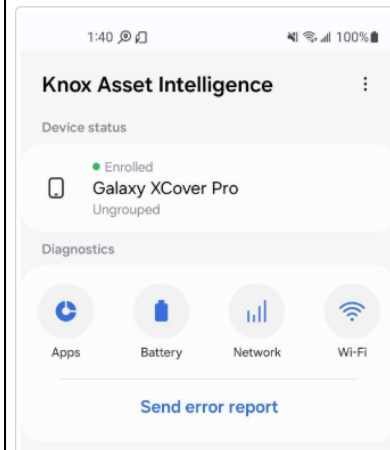 1:40 100%
Knox Asset Intelligence
Device status
Enrolled
Galaxy XCover Pro
Ungrouped
Diagnostics
Apps Battery Network Wi-Fi
Send error report